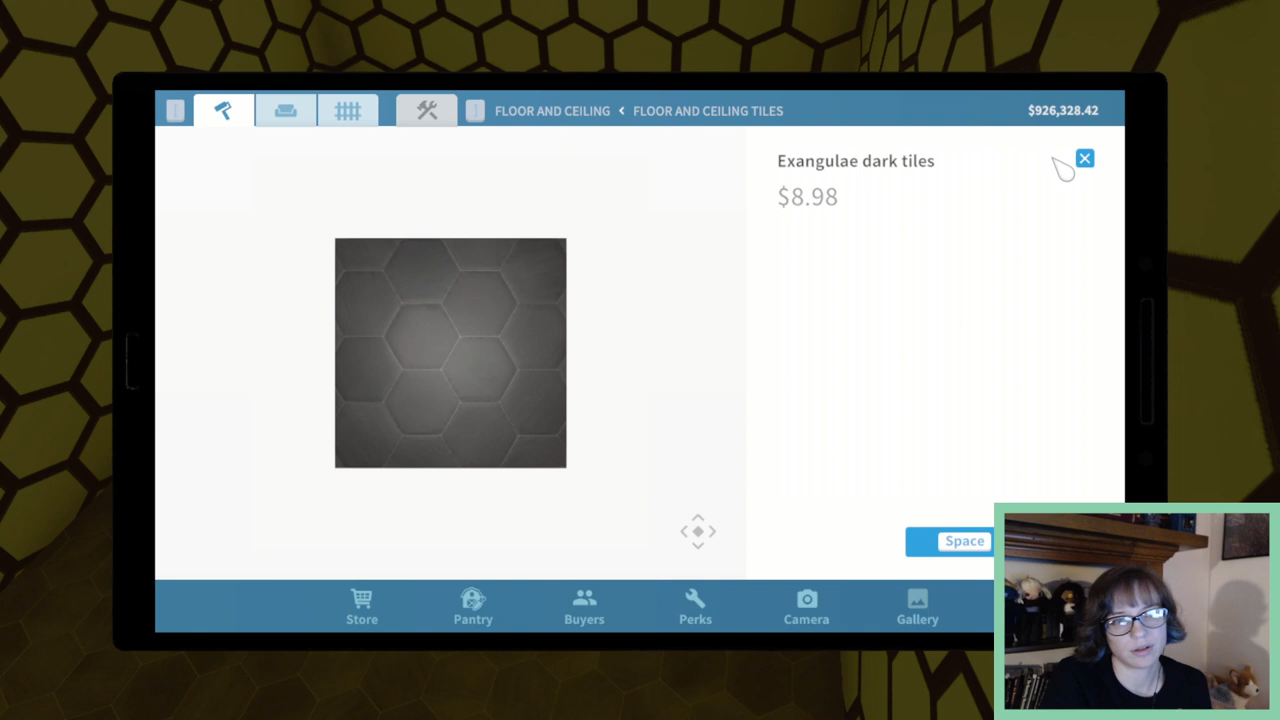 FLOOR AND CEILING < FLOOR AND CEILING TILES
$926,328.42
Exangulae dark tiles
$8.98
Space
Store
Pantry
Buyers
Perks
Camera
Gallery